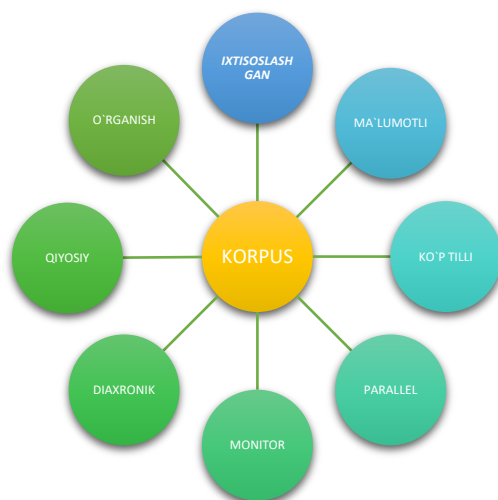 IXTISOSLASH
GAN
O`RGANISH
MA`LUMOTLI
QIYOSIY
KORPUS
KO`P TILLI
DIAXRONIK
PARALLEL
MONITOR